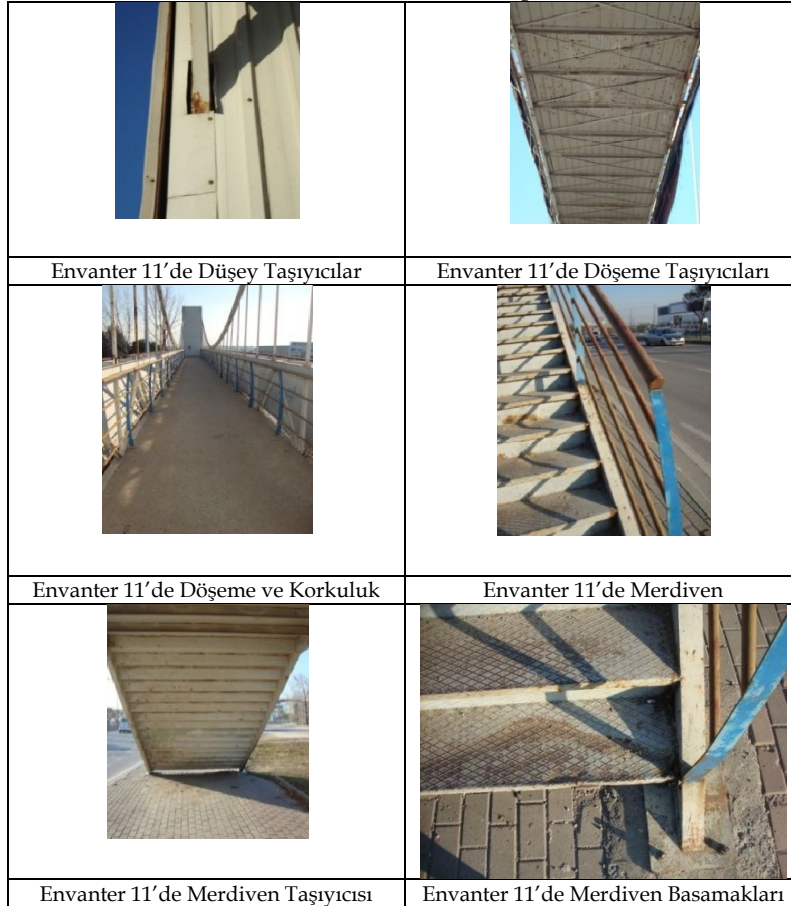 Envanter 11’de Düşey Taşıyıcılar
Envanter 11’de Döşeme Taşıyıcıları
Envanter 11’de Döşeme ve Korkuluk
Envanter 11’de Merdiven
Envanter 11’de Merdiven Taşıyıcısı
Envanter 11’de Merdiven Basamakları